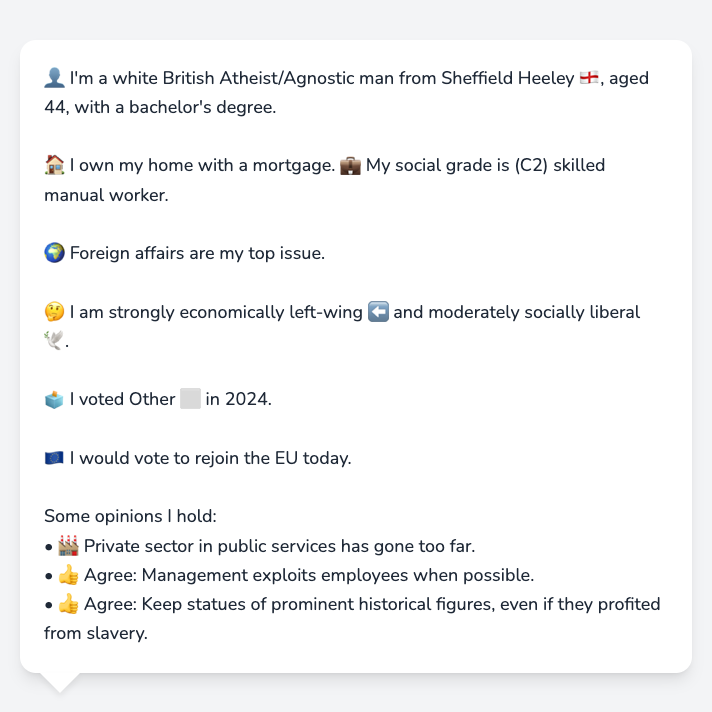 👤 I'm a white British Atheist/Agnostic man from Sheffield Heeley 🏴󠁧󠁢󠁥󠁮󠁧󠁿, aged
44, with a bachelor's degree.
🏠 I own my home with a mortgage. 💼 My social grade is (C2) skilled
manual worker.
🌍 Foreign affairs are my top issue.
🤔 I am strongly economically left-wing ⬅️ and moderately socially liberal
🕊️.
🗳️ I voted Other ⬜ in 2024.
🇪🇺 I would vote to rejoin the EU today.
Some opinions I hold:
• 🏭 Private sector in public services has gone too far.
• 👍 Agree: Management exploits employees when possible.
• 👍 Agree: Keep statues of prominent historical figures, even if they profited
from slavery.